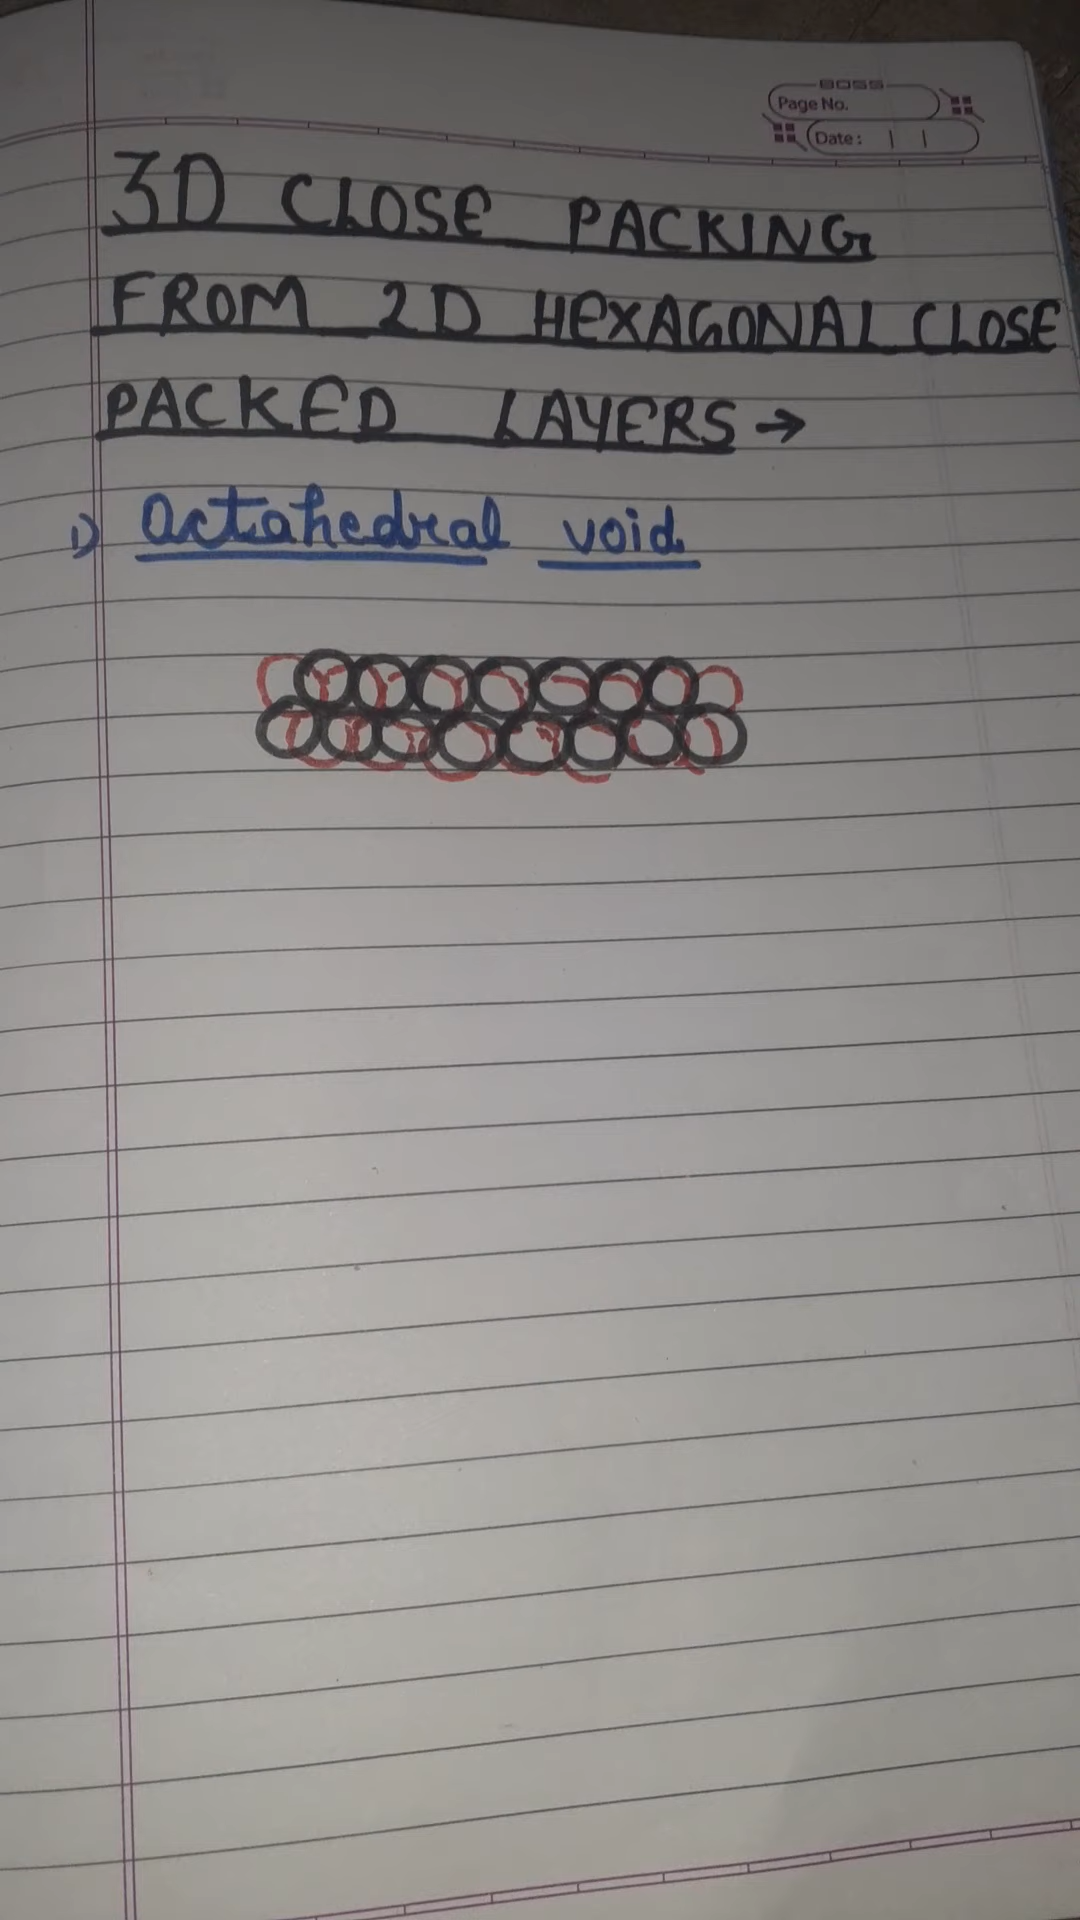 BOSS
Page No.
Date:
3D CLOSE PACKING
FROM 2D HEXAGONAL CLOSE
PACKED LAYERS →
1) Octahedral void